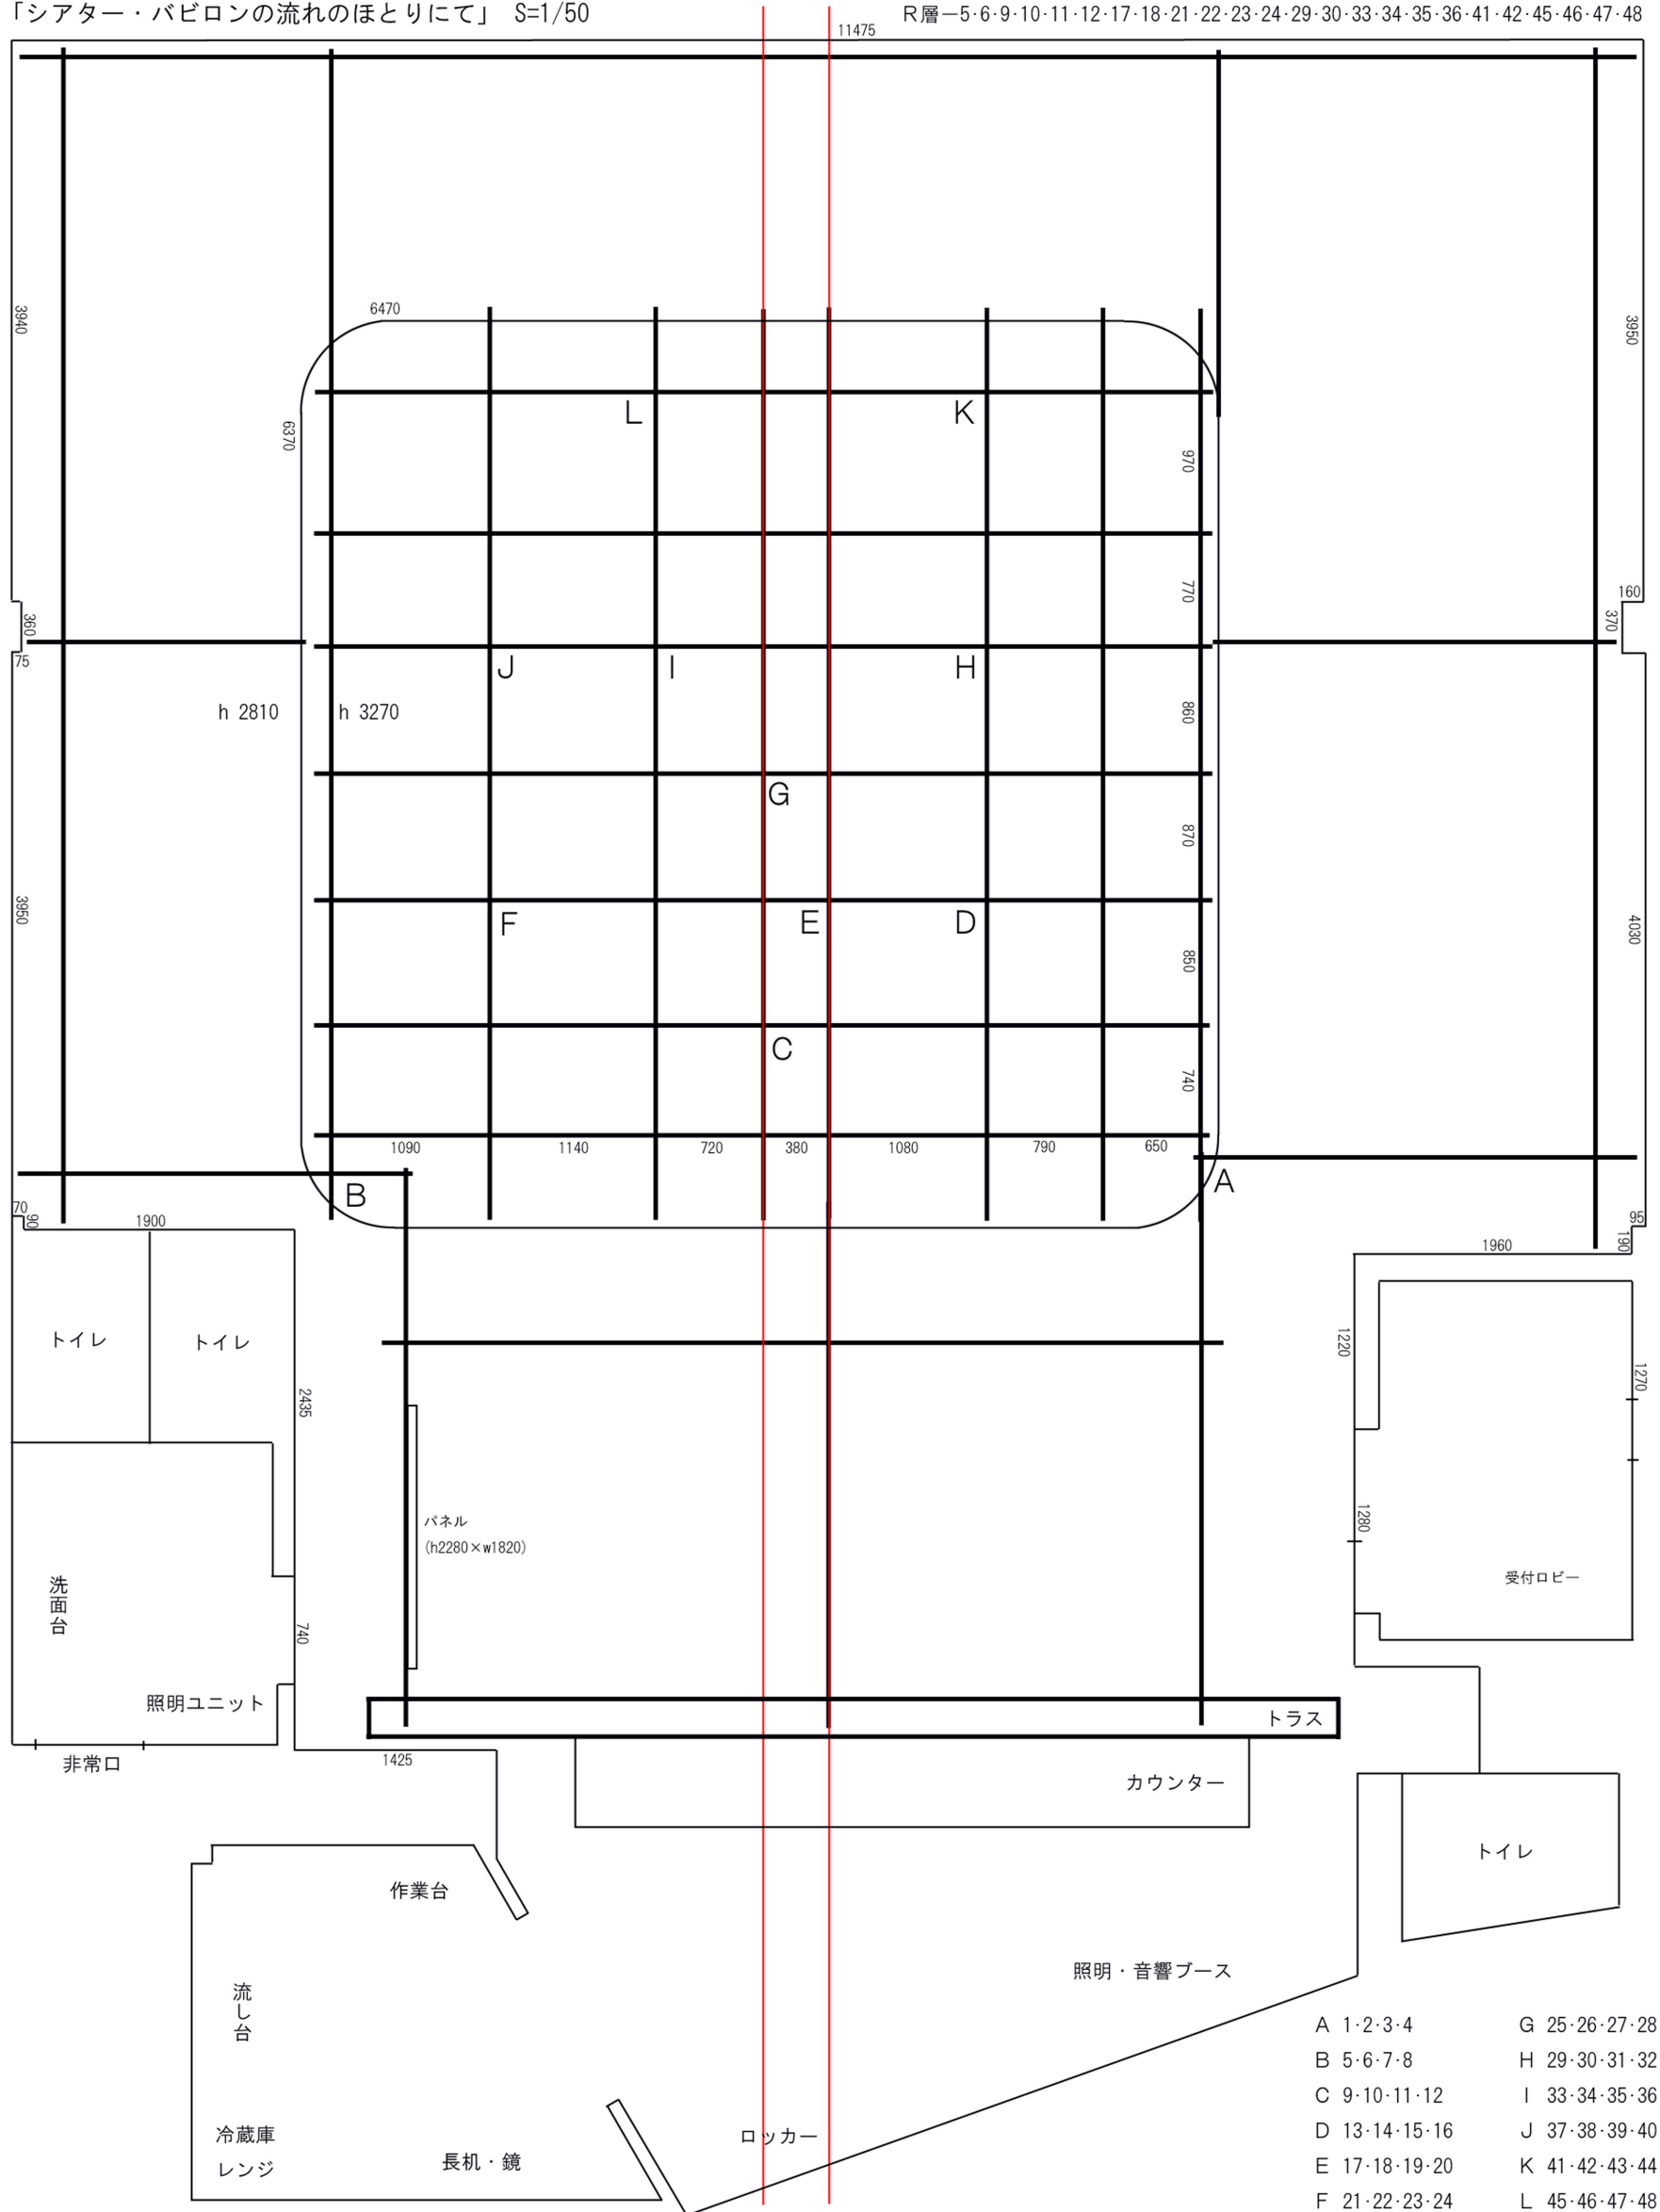 「シアター・バビロンの流れのほとりにて」 S=1/50
R層－5·6·9·10·11·12·17·18·21·22·23·24·29·30·33·34·35·36·41·42·45·46·47·48
11475
6470
3940
3950
L
K
6370
970
770
160
360
370
75
J
I
H
h 2810
h 3270
860
G
870
3950
F
E
D
4030
850
C
740
1090
1140
720
380
1080
790
650
B
A
70
90
1900
95
190
1960
トイレ
トイレ
1220
1270
2435
パネル
(h2280×w1820)
1280
洗面台
受付ロビー
740
照明ユニット
トラス
非常口
1425
カウンター
トイレ
作業台
照明・音響ブース
流し台
冷蔵庫
レンジ
長机・鏡
ロッカー
A 1·2·3·4
B 5·6·7·8
C 9·10·11·12
D 13·14·15·16
E 17·18·19·20
F 21·22·23·24
G 25·26·27·28
H 29·30·31·32
I 33·34·35·36
J 37·38·39·40
K 41·42·43·44
L 45·46·47·48